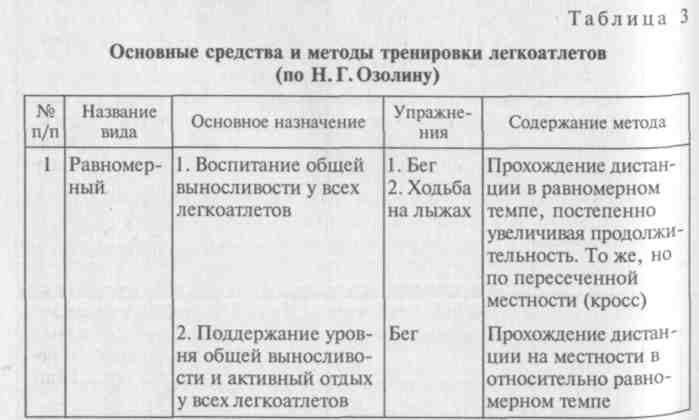 Таблица 3
Основные средства и методы тренировки легкоатлетов
(по Н. Г. Озолину)
№ п/п
Название вида
Основное назначение
Упражне-
ния
Содержание метода
1
Равномер-
ный
1. Воспитание общей
выносливости у всех
легкоатлетов
1. Бег
2. Ходьба
на лыжах
Прохождение дистан-
ции в равномерном
темпе, постепенно
увеличивая продолжи-
тельность. То же, но
по пересеченной
местности (кросс)
2. Поддержание уров-
ня общей выносливо-
сти и активный отдых
у всех легкоатлетов
Бег
Прохождение дистан-
ции на местности в
относительно равно-
мерном темпе